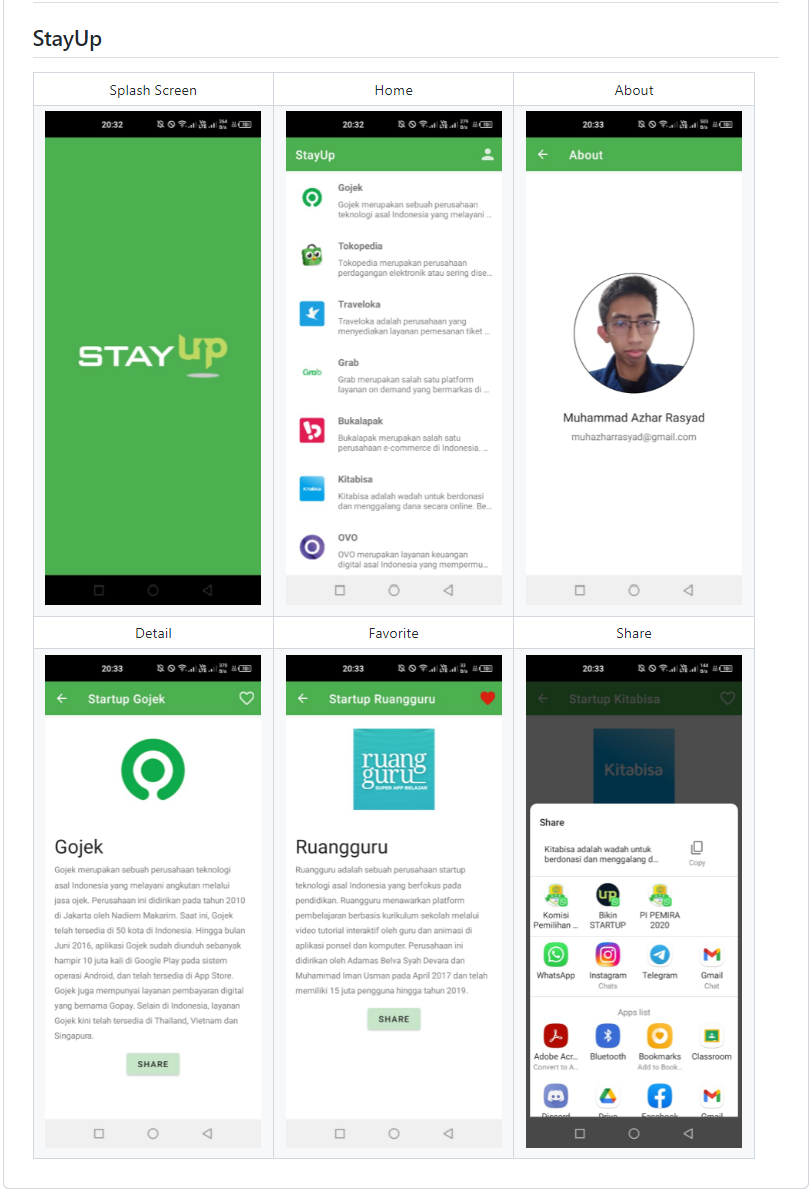 StayUp
Splash Screen
Home
About
20:32
STAY UP
20:32
StayUp
Gojek
Gojek merupakan sebuah perusahaan
teknologi asal Indonesia yang melayani ...
Tokopedia
Tokopedia merupakan perusahaan
perdagangan elektronik atau sering dise...
Traveloka
Traveloka adalah perusahaan yang
menyediakan layanan pemesanan tiket ...
Grab
Grab
Grab merupakan salah satu platform
layanan on demand yang bermarkas di ...
Bukalapak
Bukalapak merupakan salah satu
perusahaan e-commerce di Indonesia. ...
Kitabisa
Kitabisa
Kitabisa adalah wadah untuk berdonasi
dan menggalang dana secara online. Be...
OVO
OVO merupakan layanan keuangan
digital asal Indonesia yang mempermu...
20:33
About
Muhammad Azhar Rasyad
muhazharrasyad@gmail.com
Detail
Favorite
Share
20:33
Startup Gojek
Gojek
Gojek merupakan sebuah perusahaan teknologi
asal Indonesia yang melayani angkutan melalui
jasa ojek. Perusahaan ini didirikan pada tahun 2010
di Jakarta oleh Nadiem Makarim. Saat ini, Gojek
telah tersedia di 50 kota di Indonesia. Hingga bulan
Juni 2016, aplikasi Gojek sudah diunduh sebanyak
hampir 10 juta kali di Google Play pada sistem
operasi Android, dan telah tersedia di App Store.
Gojek juga mempunyai layanan pembayaran digital
yang bernama Gopay. Selain di Indonesia, layanan
Gojek kini telah tersedia di Thailand, Vietnam dan
Singapura.
SHARE
20:33
Startup Ruangguru
ruang
guru
SUPER APP BELAJAR
Ruangguru
Ruangguru adalah sebuah perusahaan startup
teknologi asal Indonesia yang berfokus pada
pendidikan. Ruangguru menawarkan platform
pembelajaran berbasis kurikulum sekolah melalui
video tutorial interaktif oleh guru dan animasi di
aplikasi ponsel dan komputer. Perusahaan ini
didirikan oleh Adamas Belva Syah Devara dan
Muhammad Iman Usman pada April 2017 dan telah
memiliki 15 juta pengguna hingga tahun 2019.
SHARE
20:33
Startup Kitabisa
Kitabisa
Share
Kitabisa adalah wadah untuk
berdonasi dan menggalang d...
Copy
Komisi
Pemilihan ...
Bikin
STARTUP
PI PEMIRA
2020
WhatsApp
Instagram
Chats
Telegram
Gmail
Chat
Apps list
Adobe Acr...
Convert to A...
Bluetooth
Bookmarks
Add to Book...
Classroom
Discord
Drive
Facebook
Gmail